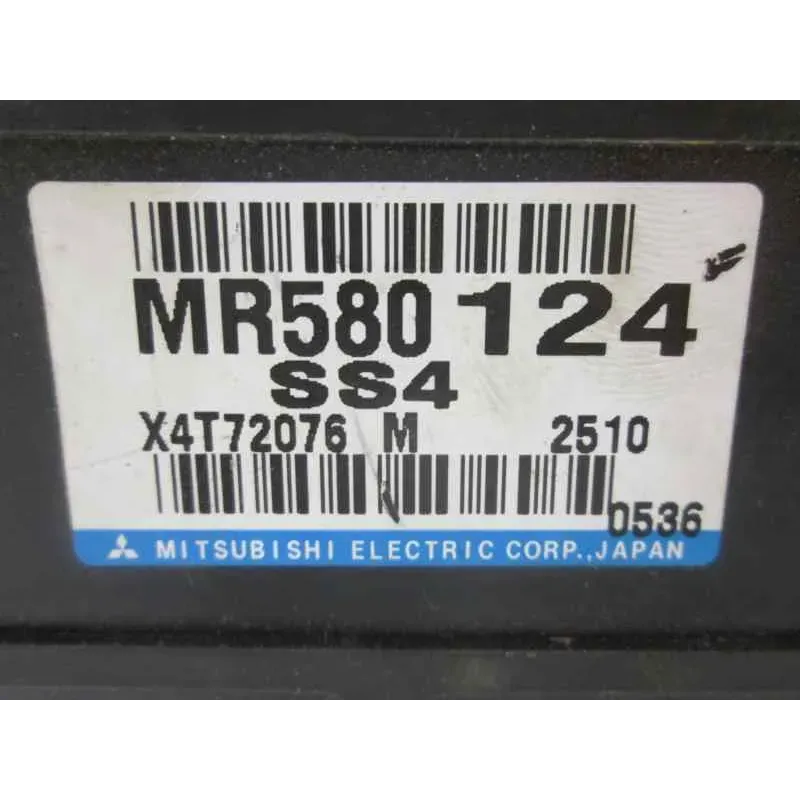 MR580124
SS4
X4T72076 M 2510
0536
MITSUBISHI ELECTRIC CORP., JAPAN